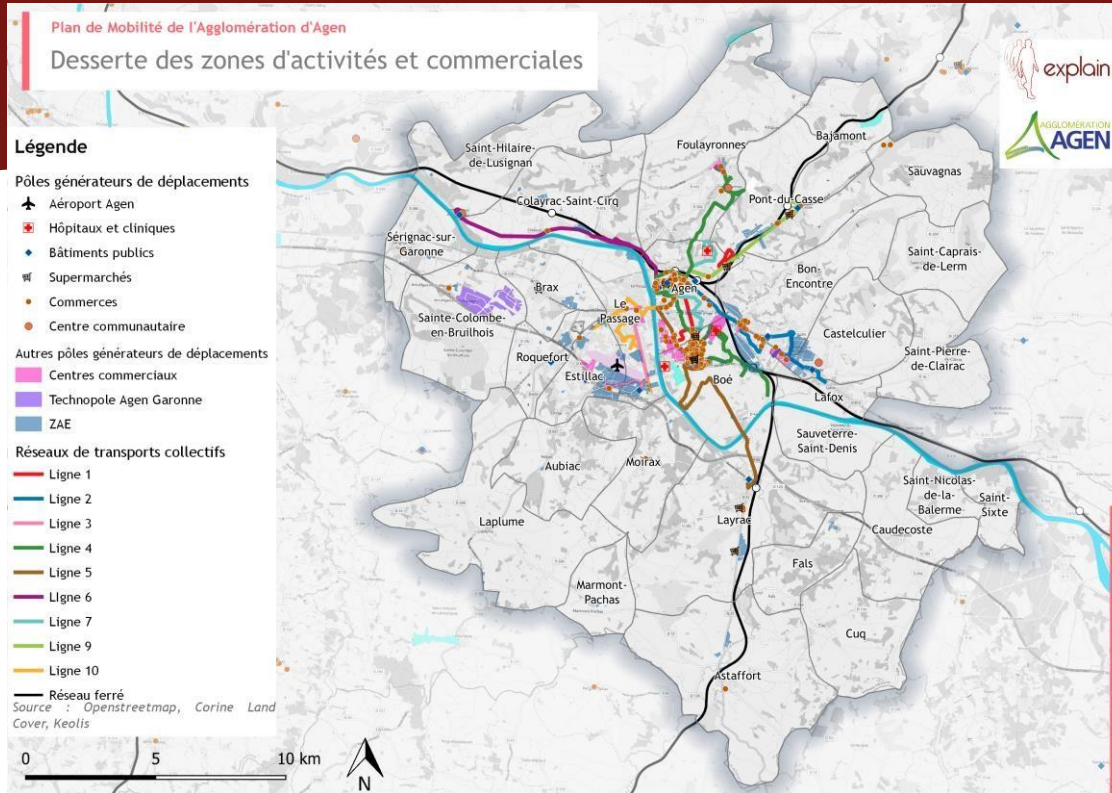 Plan de Mobilité de l'Agglomération d'Agen
Desserte des zones d'activités et commerciales
explain
AGGLOMÉRATION
AGEN
Légende
Pôles générateurs de déplacements
Aéroport Agen
Hôpitaux et cliniques
Bâtiments publics
Supermarchés
Commerces
Centre communautaire
Autres pôles générateurs de déplacements
Centres commerciaux
Technopole Agen Garonne
ZAE
Réseaux de transports collectifs
Ligne 1
Ligne 2
Ligne 3
Ligne 4
Ligne 5
LIgne 6
Ligne 7
Ligne 9
Ligne 10
Réseau ferré
Source : Openstreetmap, Corine Land
Cover, Keolis
0 5 10 km
N
Saint-Hilaire-
de-Lusignan
Foulayronnes
Bajamont
Sauvagnas
Colayrac-Saint-Cirq
Pont-du-Casse
Sérignac-sur-
Garonne
Saint-Caprais-
de-Lerm
Bon-
Encontre
Brax
Agen
Le
Passage
Sainte-Colombe-
en-Bruilhois
Castelculier
Roquefort
Estillac
Boé
Saint-Pierre-
de-Clairac
Lafox
Sauveterre-
Saint-Denis
Aubiac
Moirax
Saint-Nicolas-
de-la-
Balerme
Saint-
Sixte
Laplume
Layrac
Caudecoste
Fals
Marmont-
Pachas
Cuq
Astaffort